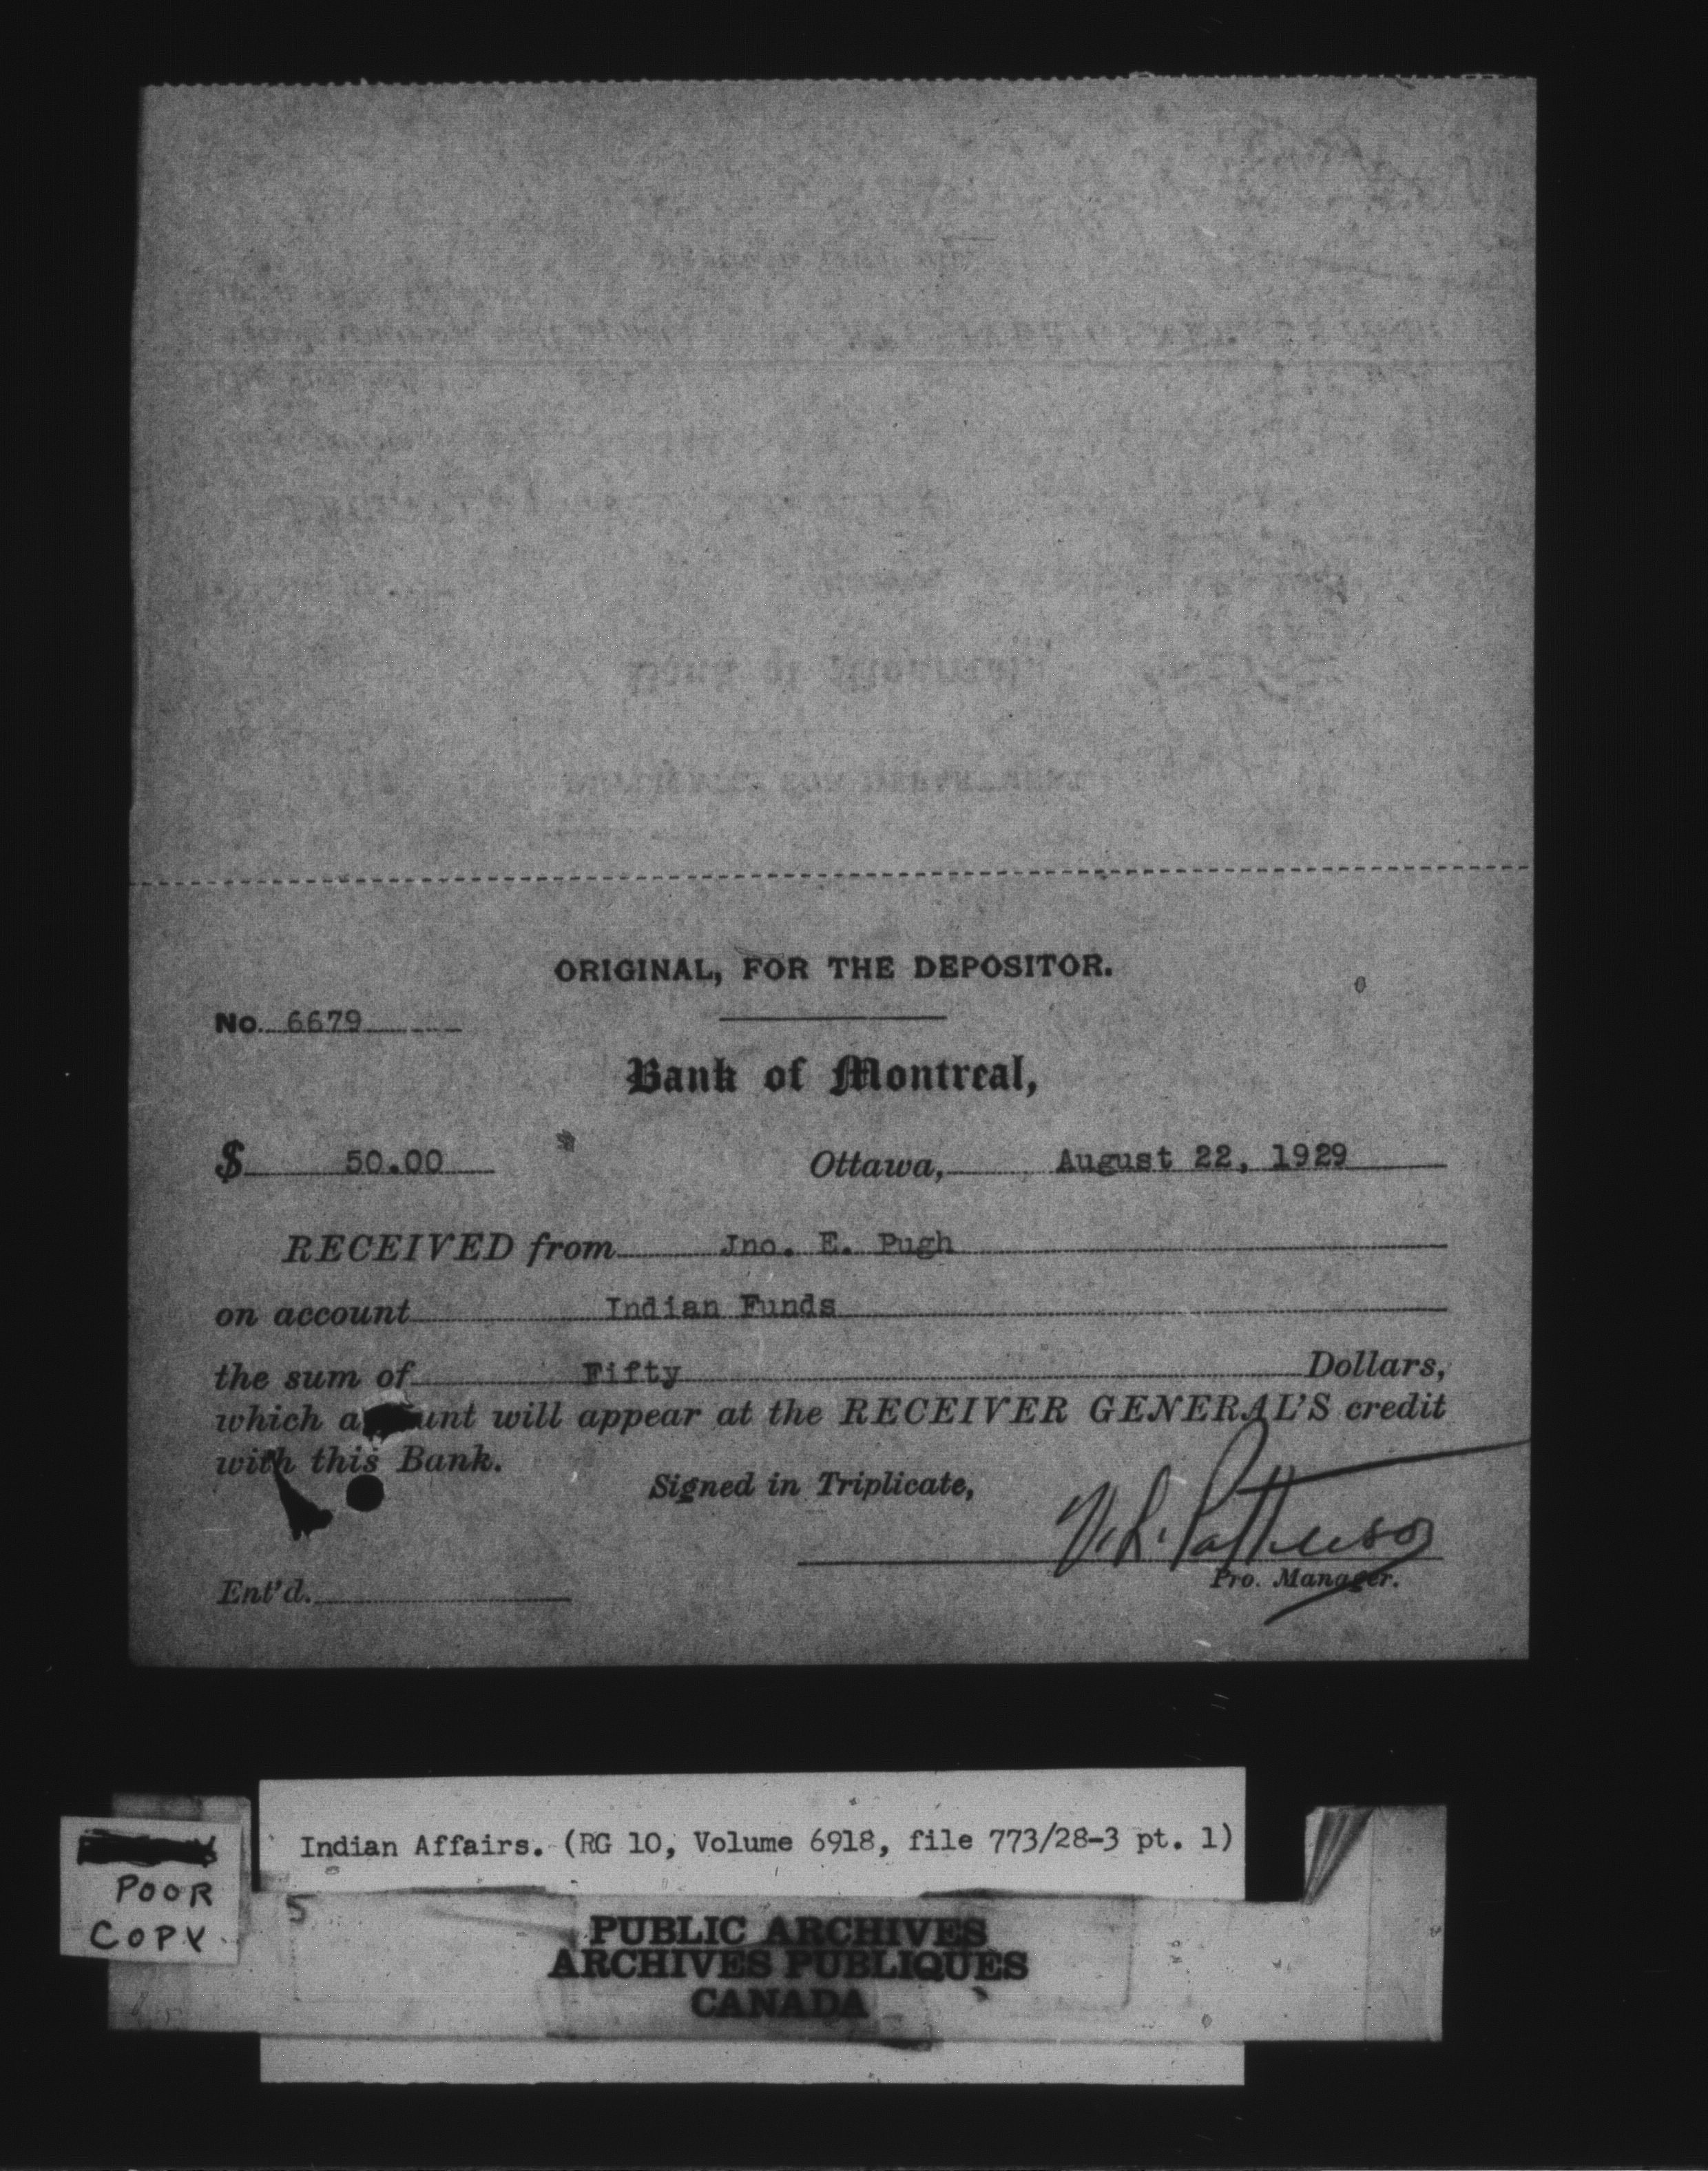 ORIGINAL, FOR THE DEPOSITOR.
No. 6679
Bank of Montreal,
$ 50.00 Ottawa, August 22, 1929
RECEIVED from Jno. E. Pugh
on account Indian Funds
the sum of Fifty Dollars,
which a unt will appear at the RECEIVER GENERAL'S credit
with this Bank.
Signed in Triplicate,
Pro. Manager.
Ent'd.
Indian Affairs. (RG 10, Volume 6918, file 773/28-3 pt. 1)
POOR
COPY
5
PUBLIC ARCHIVES
ARCHIVES PUBLIQUES
CANADA